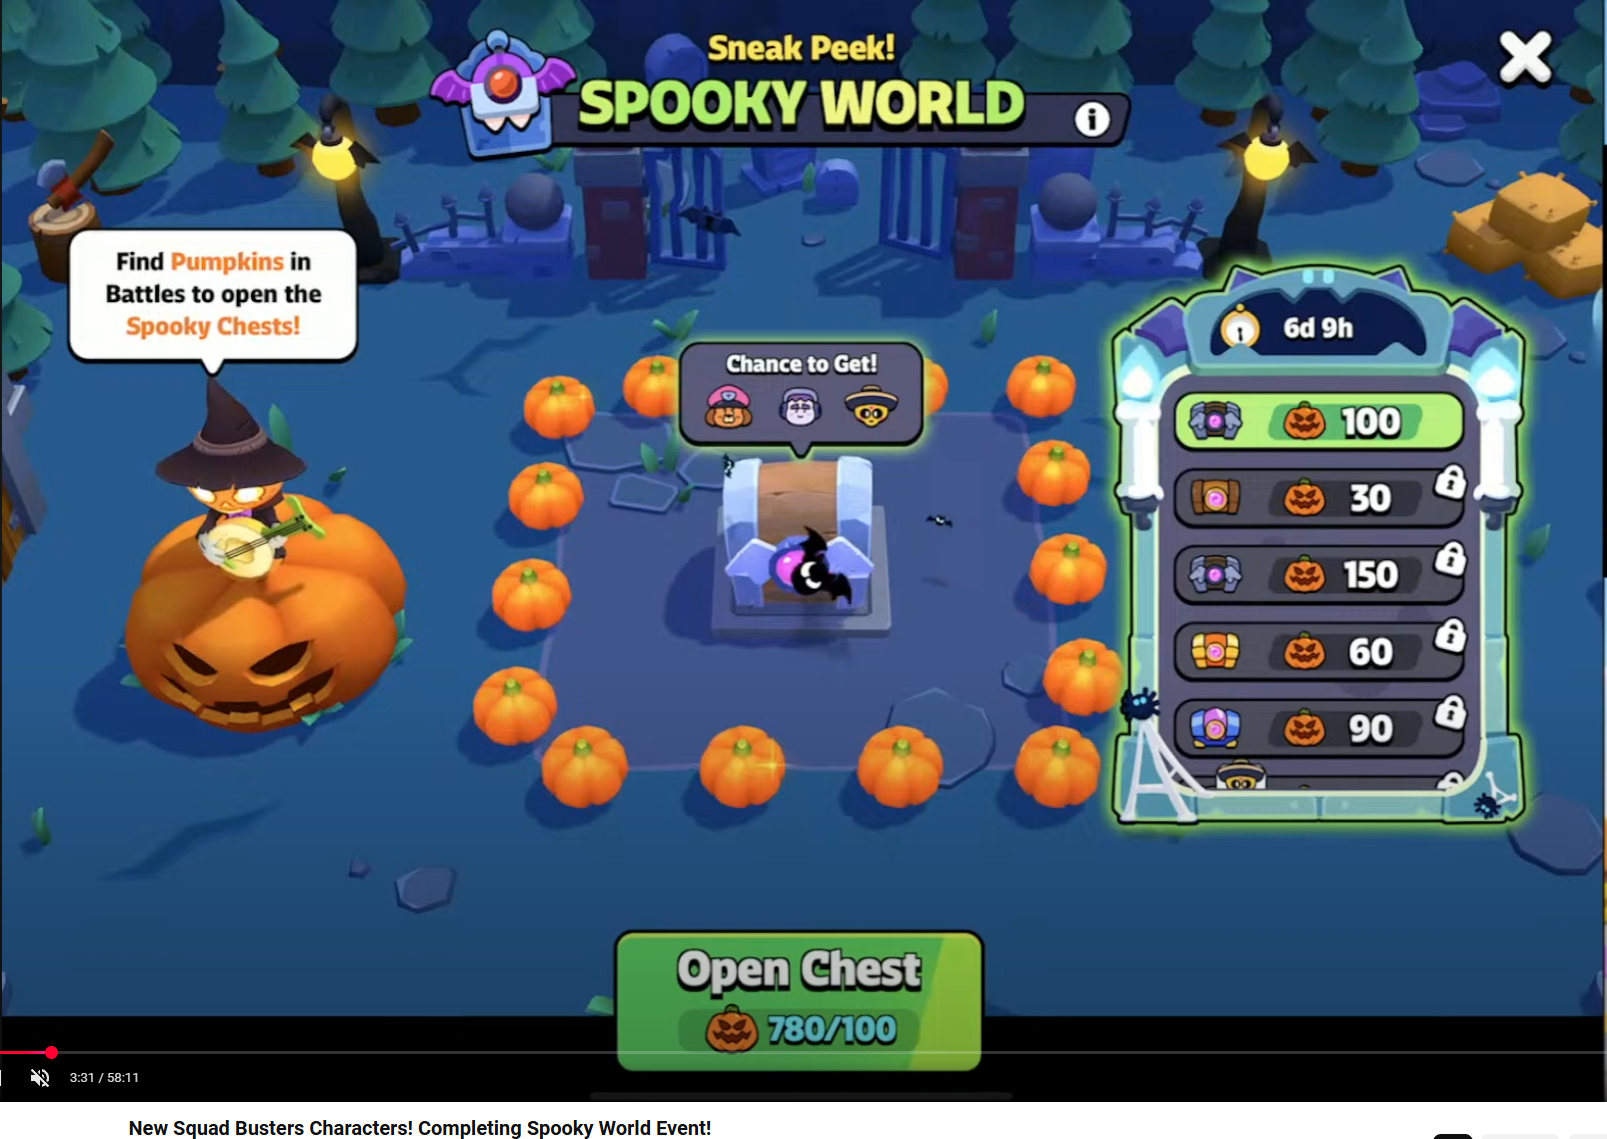 Sneak Peek!
SPOOKY WORLD
i
Find Pumpkins in
Battles to open the
Spooky Chests!
Chance to Get!
6d 9h
100
30
150
60
90
Open Chest
780/100
3:31 / 58:11
New Squad Busters Characters! Completing Spooky World Event!